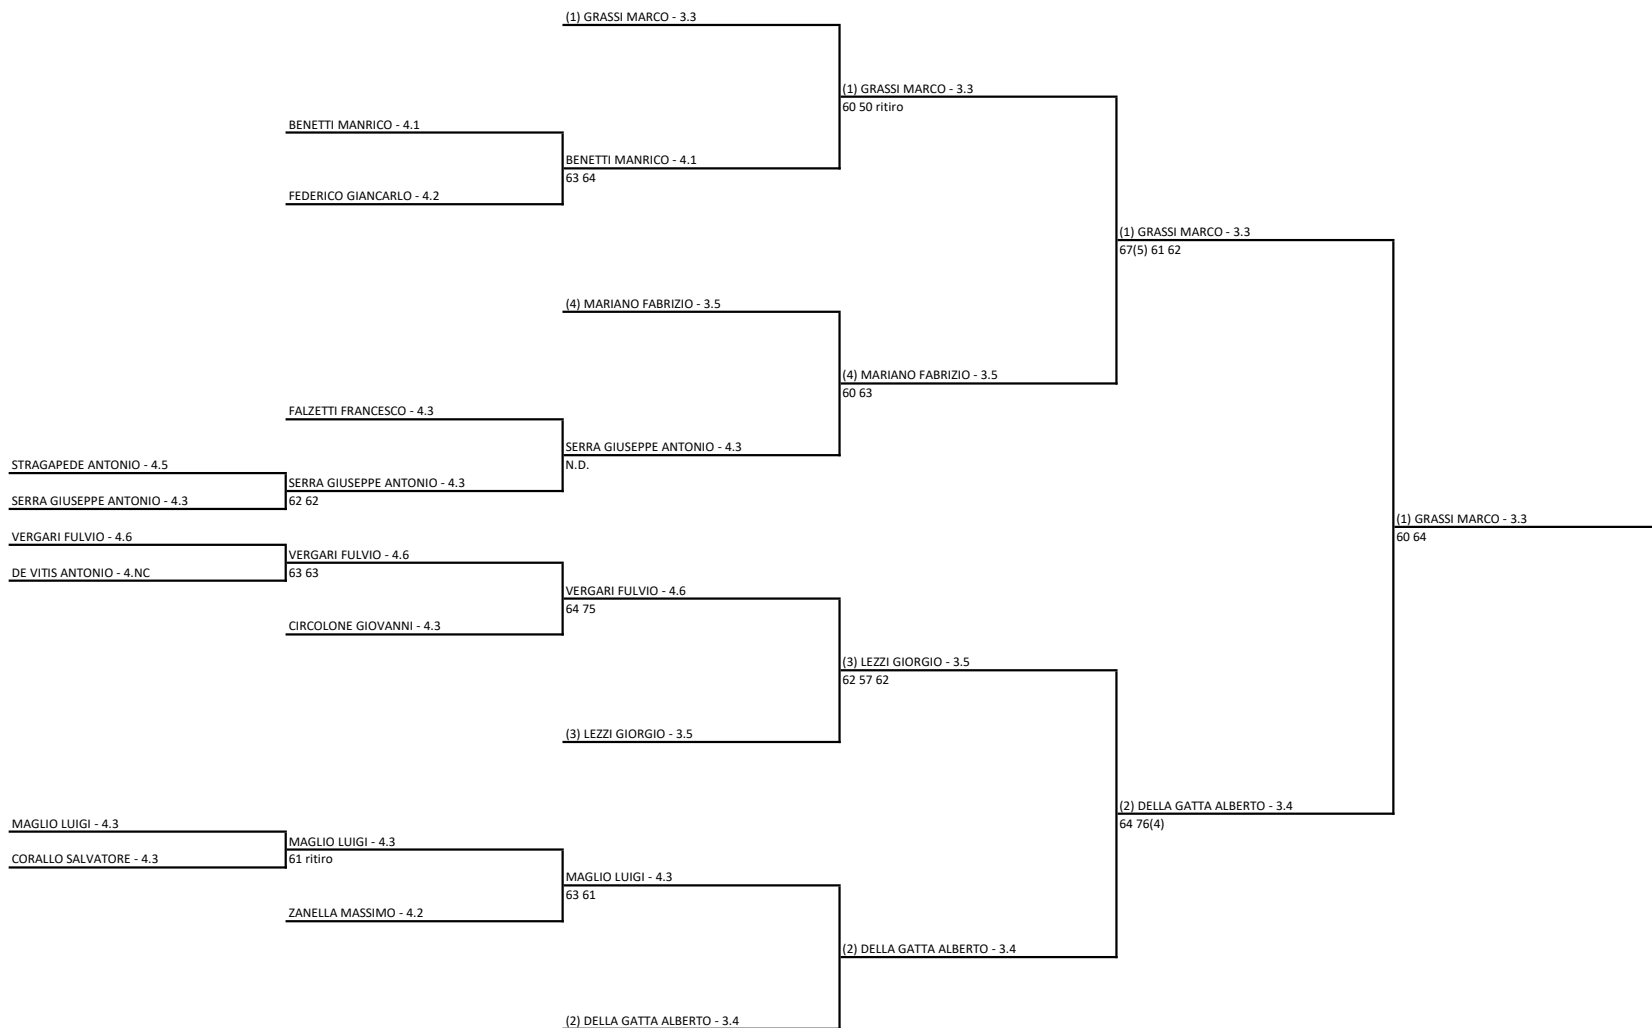 (1) GRASSI MARCO - 3.3
(1) GRASSI MARCO - 3.3
60 50 ritiro
BENETTI MANRICO - 4.1
BENETTI MANRICO - 4.1
63 64
FEDERICO GIANCARLO - 4.2
(1) GRASSI MARCO - 3.3
67(5) 61 62
(4) MARIANO FABRIZIO - 3.5
(4) MARIANO FABRIZIO - 3.5
60 63
FALZETTI FRANCESCO - 4.3
SERRA GIUSEPPE ANTONIO - 4.3
N.D.
STRAGAPEDE ANTONIO - 4.5
SERRA GIUSEPPE ANTONIO - 4.3
62 62
SERRA GIUSEPPE ANTONIO - 4.3
(1) GRASSI MARCO - 3.3
60 64
VERGARI FULVIO - 4.6
VERGARI FULVIO - 4.6
63 63
DE VITIS ANTONIO - 4.NC
VERGARI FULVIO - 4.6
64 75
CIRCOLONE GIOVANNI - 4.3
(3) LEZZI GIORGIO - 3.5
62 57 62
(3) LEZZI GIORGIO - 3.5
(2) DELLA GATTA ALBERTO - 3.4
64 76(4)
MAGLIO LUIGI - 4.3
MAGLIO LUIGI - 4.3
61 ritiro
CORALLO SALVATORE - 4.3
MAGLIO LUIGI - 4.3
63 61
ZANELLA MASSIMO - 4.2
(2) DELLA GATTA ALBERTO - 3.4
(2) DELLA GATTA ALBERTO - 3.4